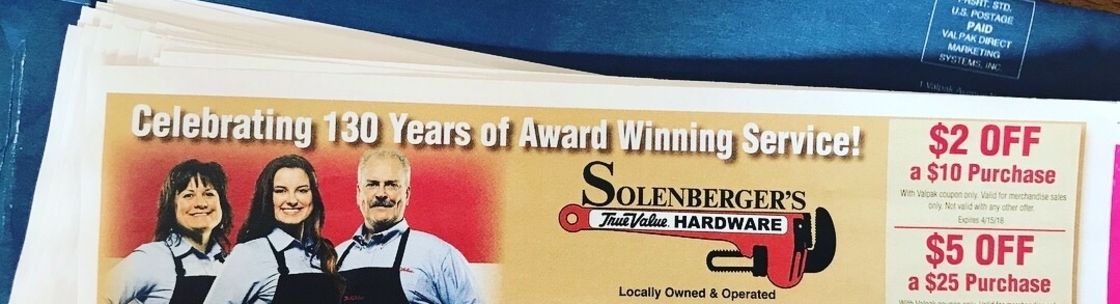 PRSRT. STD.
U.S. POSTAGE
PAID
VALPAK DIRECT
MARKETING
SYSTEMS, INC
Celebrating 130 Years of Award Winning Service!
SOLENBERGER'S
True Value. HARDWARE
Locally Owned & Operated
$2 OFF
a $10 Purchase
With Valpak coupon only. Valid for merchandise sales
only. Not valid with any other offer.
Expires 4/15/18
$5 OFF
a $25 Purchase